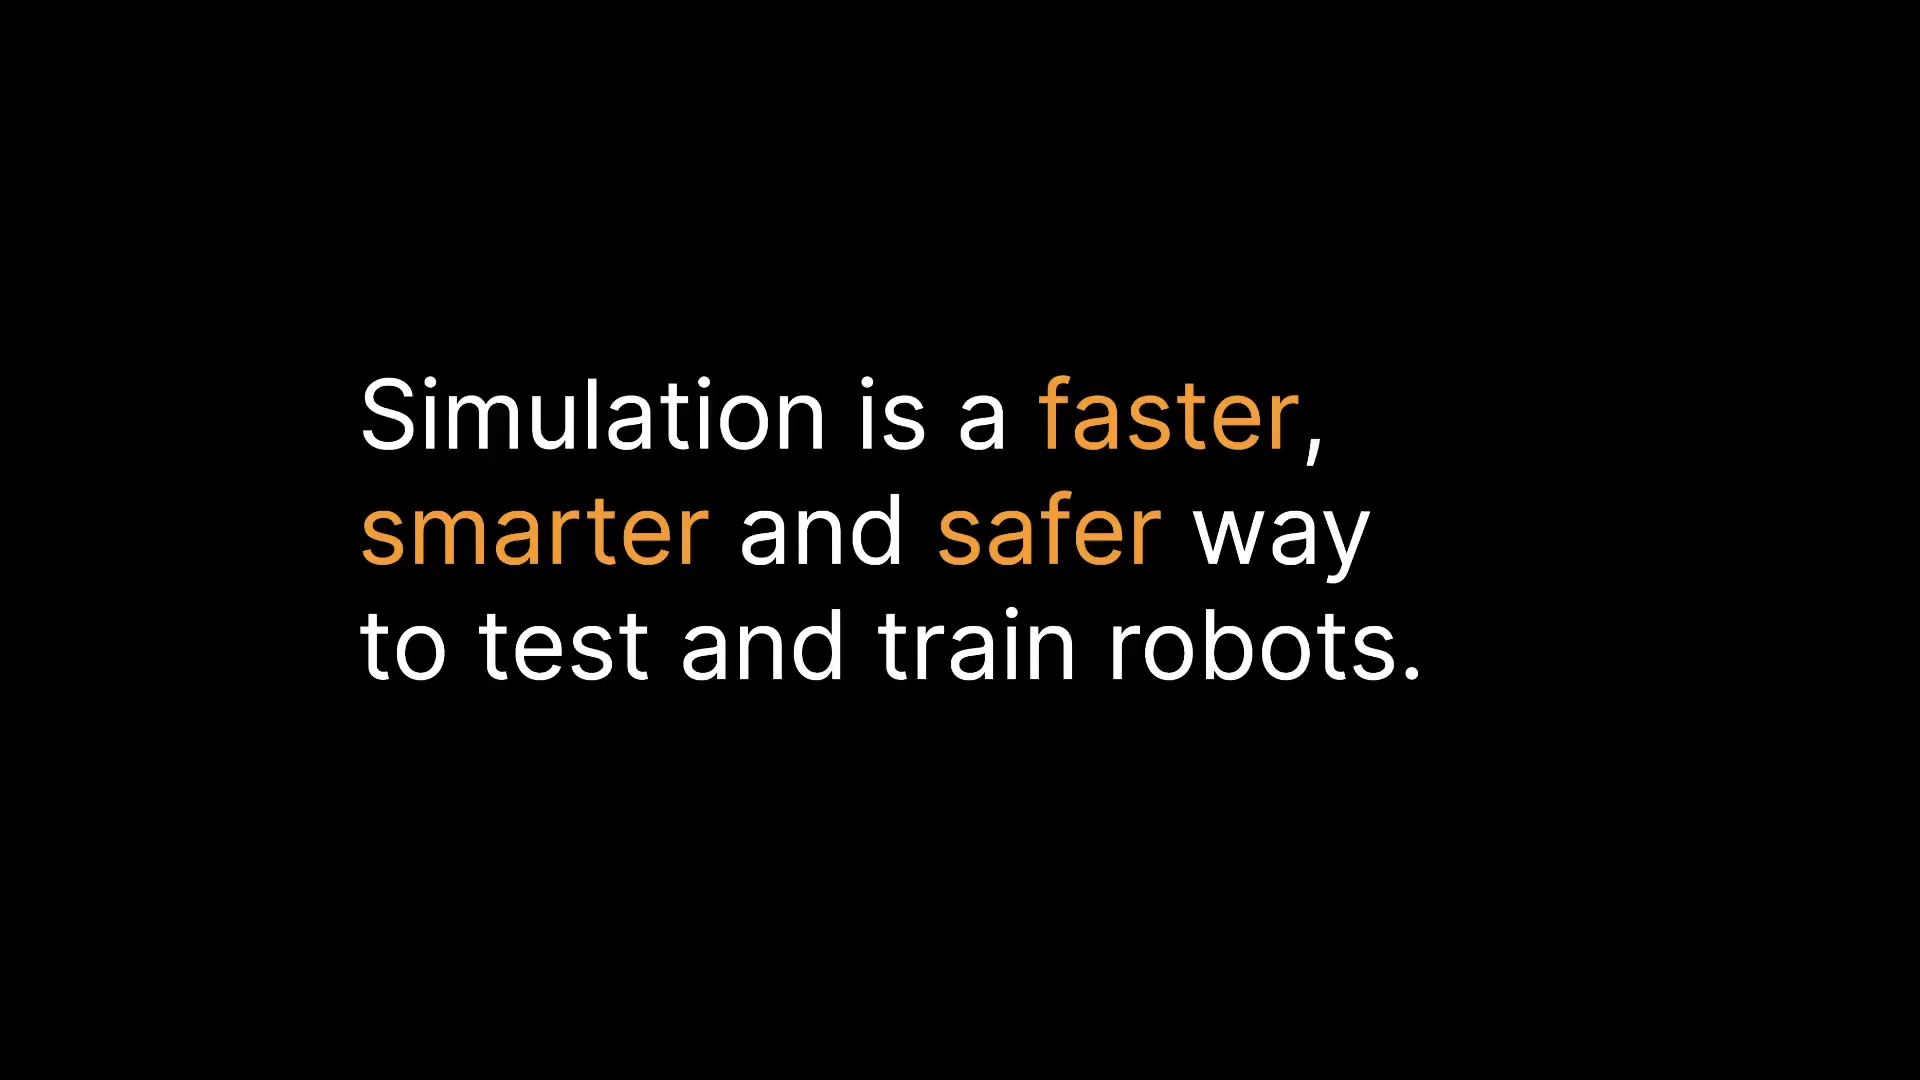 Simulation is a faster,
smarter and safer way
to test and train robots.